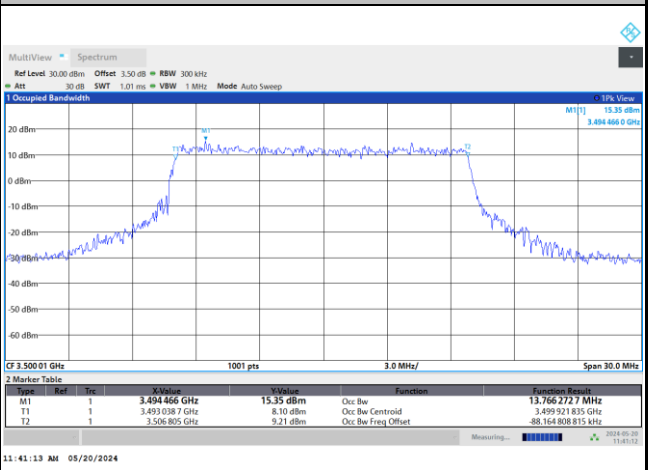 MultiView Spectrum
Ref Level 30.00 dBm Offset 3.50 dB RBW 300 kHz
Att 30 dB SWT 1.01 ms VBW 1 MHz Mode Auto Sweep
1 Occupied Bandwidth 1Pk View
M1[1] 15.35 dBm
3.494 466 0 GHz
M1
T1
T2
20 dBm
10 dBm
0 dBm
-10 dBm
-20 dBm
-30 dBm
-40 dBm
-50 dBm
-60 dBm
CF 3.500 01 GHz 1001 pts 3.0 MHz/ Span 30.0 MHz
2 Marker Table
Type Ref Trc X-Value Y-Value Function Function Result
M1 1 3.494 466 GHz 15.35 dBm Occ Bw 13.766 272 7 MHz
T1 1 3.493 038 7 GHz 8.10 dBm Occ Bw Centroid 3.499 921 835 GHz
T2 1 3.506 805 GHz 9.21 dBm Occ Bw Freq Offset -88.164 808 815 kHz
Measuring... 2024-05-20
11:41:12
11:41:13 AM 05/20/2024